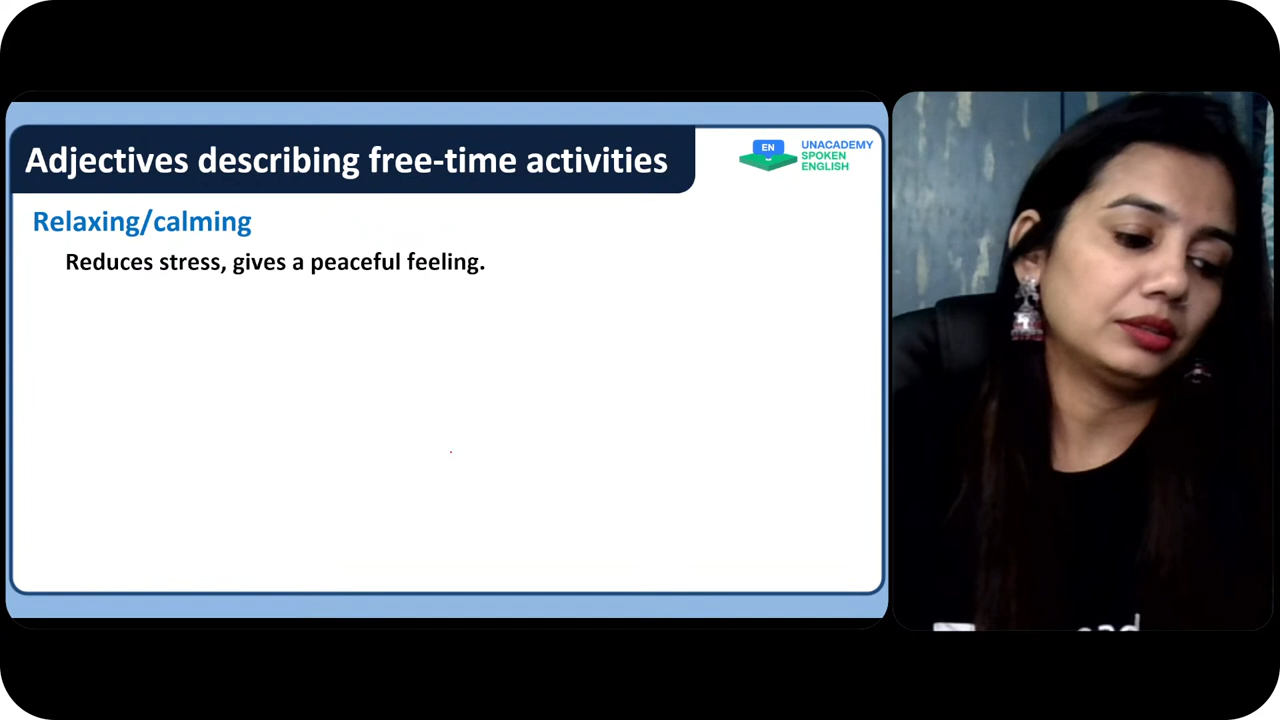 Adjectives describing free-time activities
EN
UNACADEMY
SPOKEN
ENGLISH
Relaxing/calming
Reduces stress, gives a peaceful feeling.